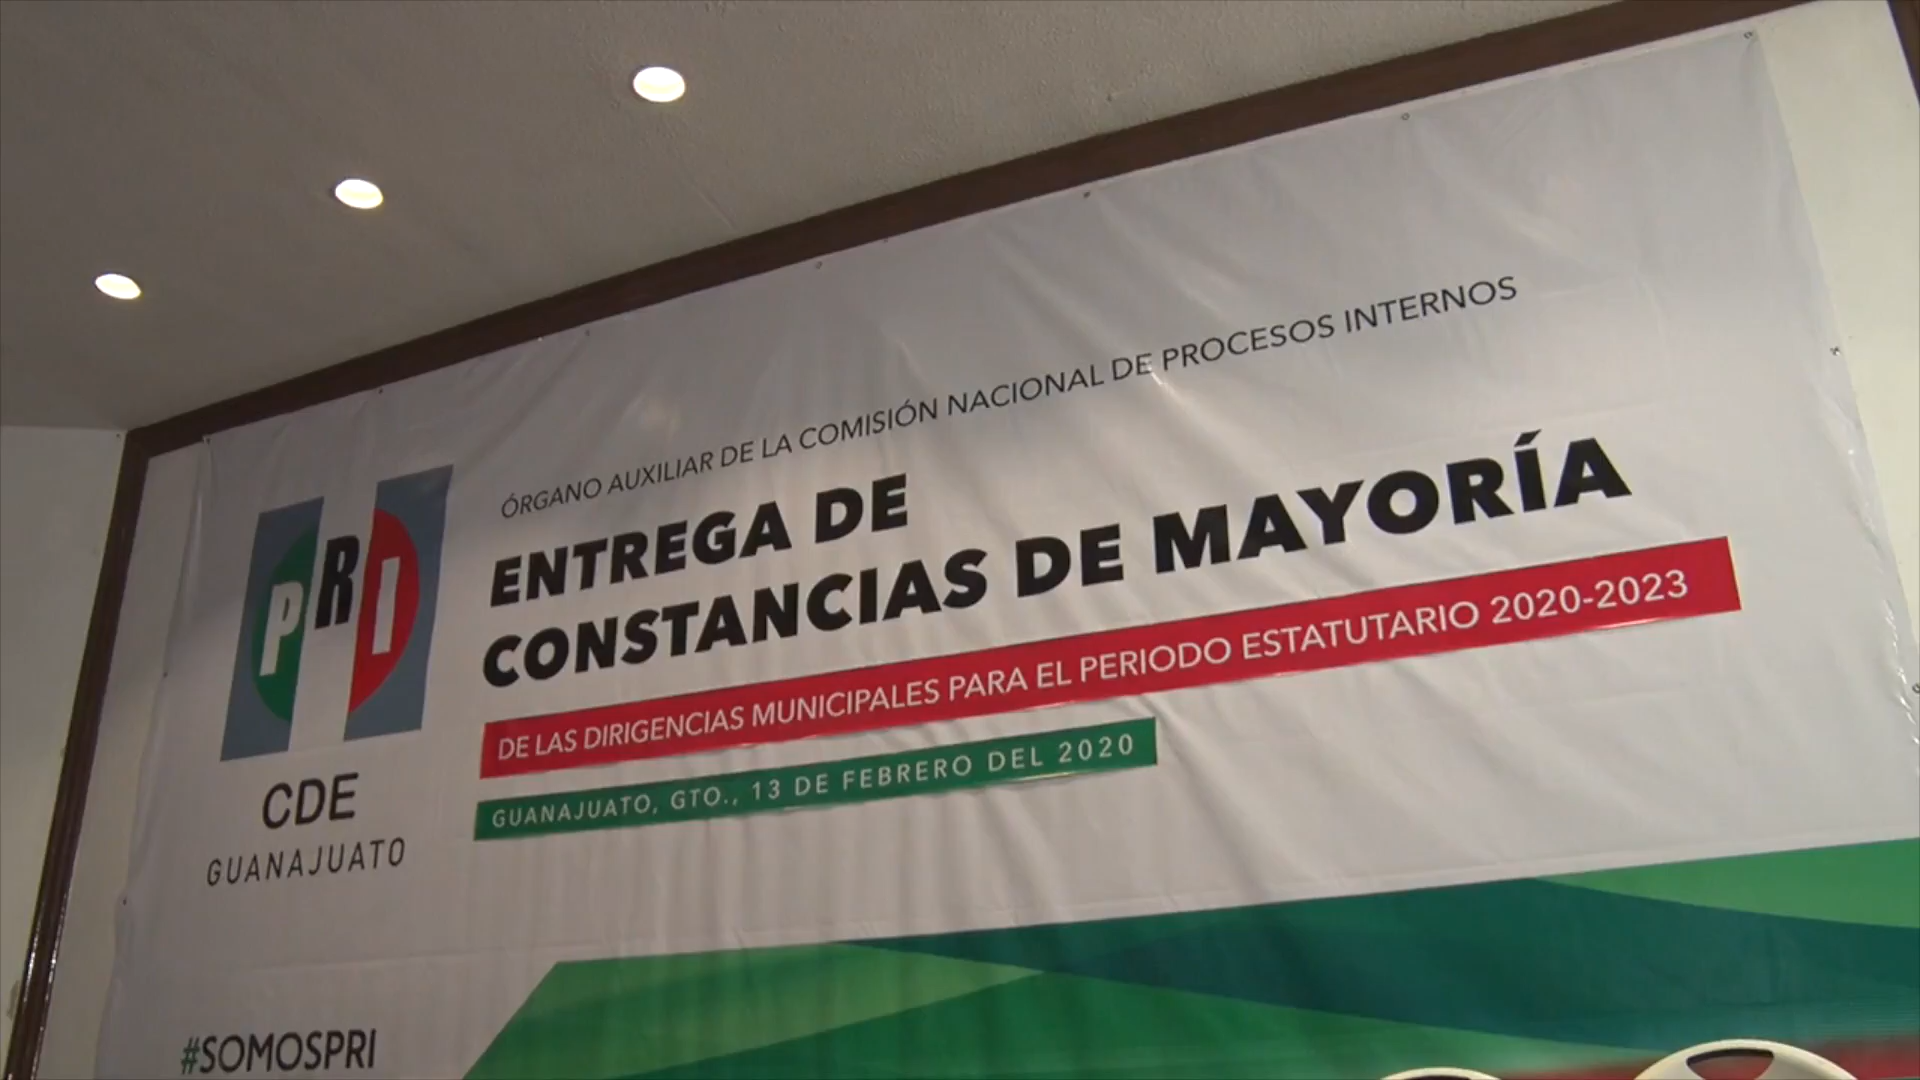 ÓRGANO AUXILIAR DE LA COMISIÓN NACIONAL DE PROCESOS INTERNOS
ENTREGA DE
CONSTANCIAS DE MAYORÍA
DE LAS DIRIGENCIAS MUNICIPALES PARA EL PERIODO ESTATUTARIO 2020-2023
GUANAJUATO, GTO., 13 DE FEBRERO DEL 2020
PRI
CDE
GUANAJUATO
#SOMOSPRI